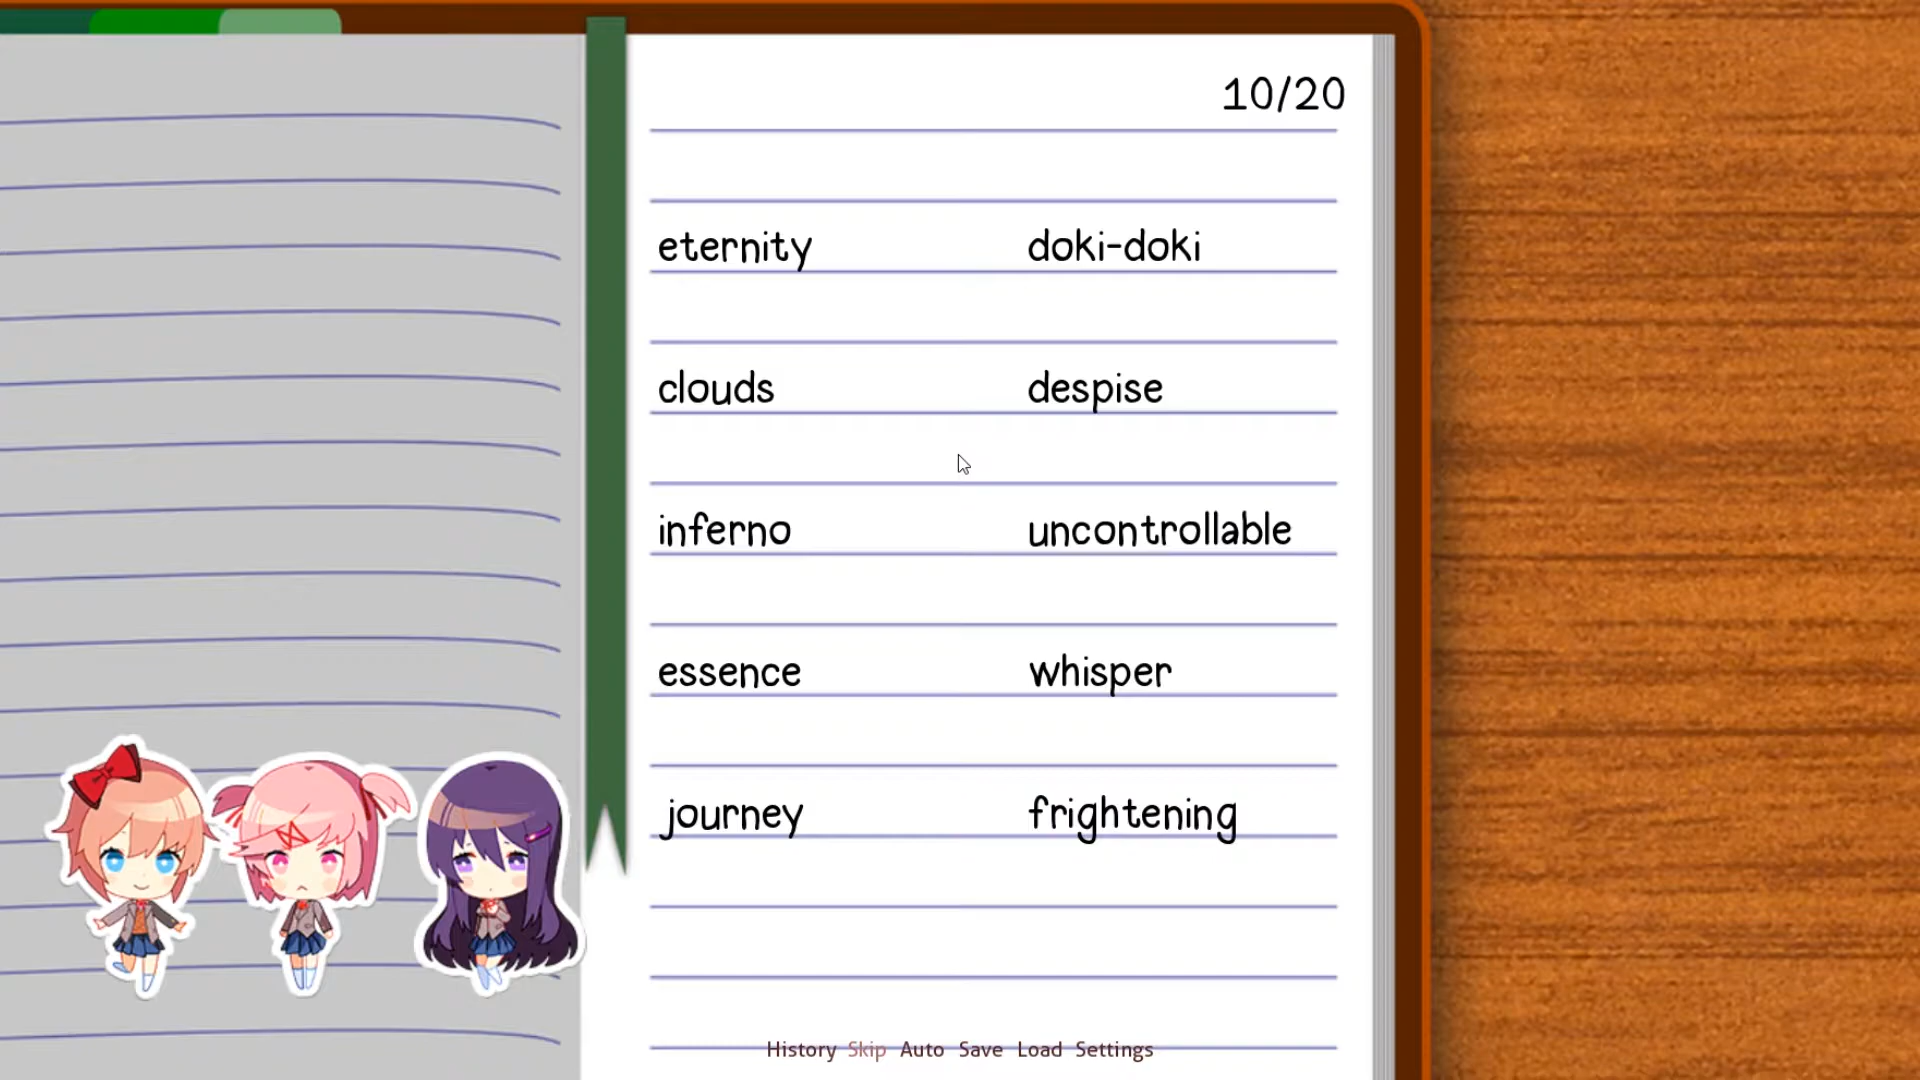 10/20
eternity doki-doki
clouds despise
inferno uncontrollable
essence whisper
journey frightening
History Skip Auto Save Load Settings